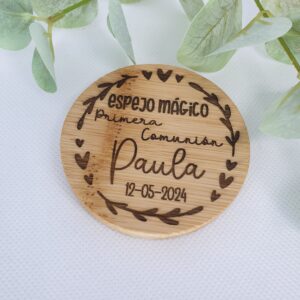 ESPEJO MÁGICO
Primera
Comunión
Paula
12-05-2024